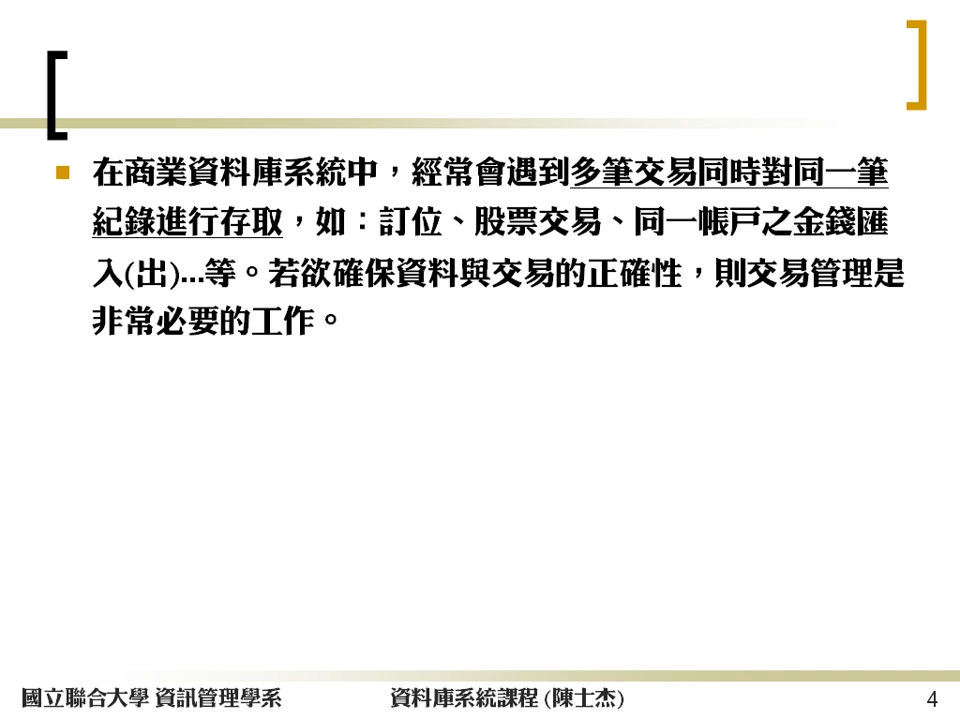 在商業資料庫系統中，經常會遇到多筆交易同時對同一筆
紀錄進行存取，如：訂位、股票交易、同一帳戶之金錢匯
入(出)...等。若欲確保資料與交易的正確性，則交易管理是
非常必要的工作。
國立聯合大學 資訊管理學系 資料庫系統課程 (陳士杰) 4